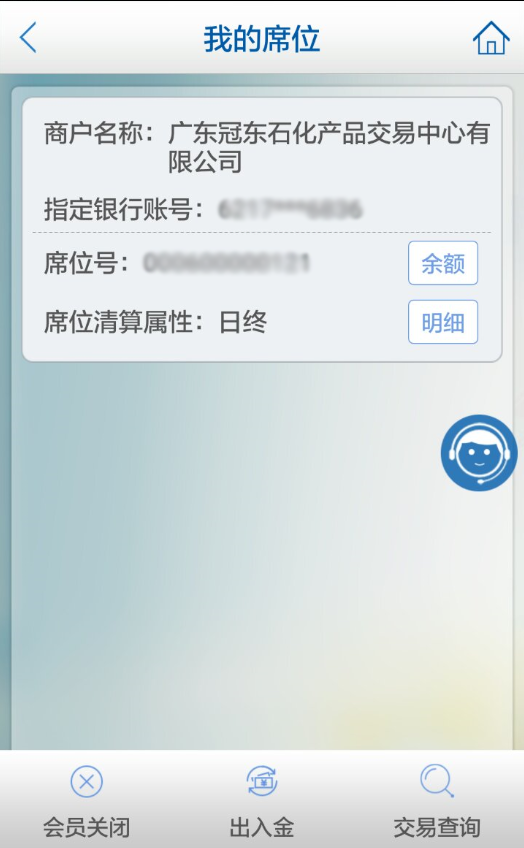 我的席位
商户名称：广东冠东石化产品交易中心有
限公司
指定银行账号：
席位号：
余额
席位清算属性：日终
明细
会员关闭
出入金
交易查询